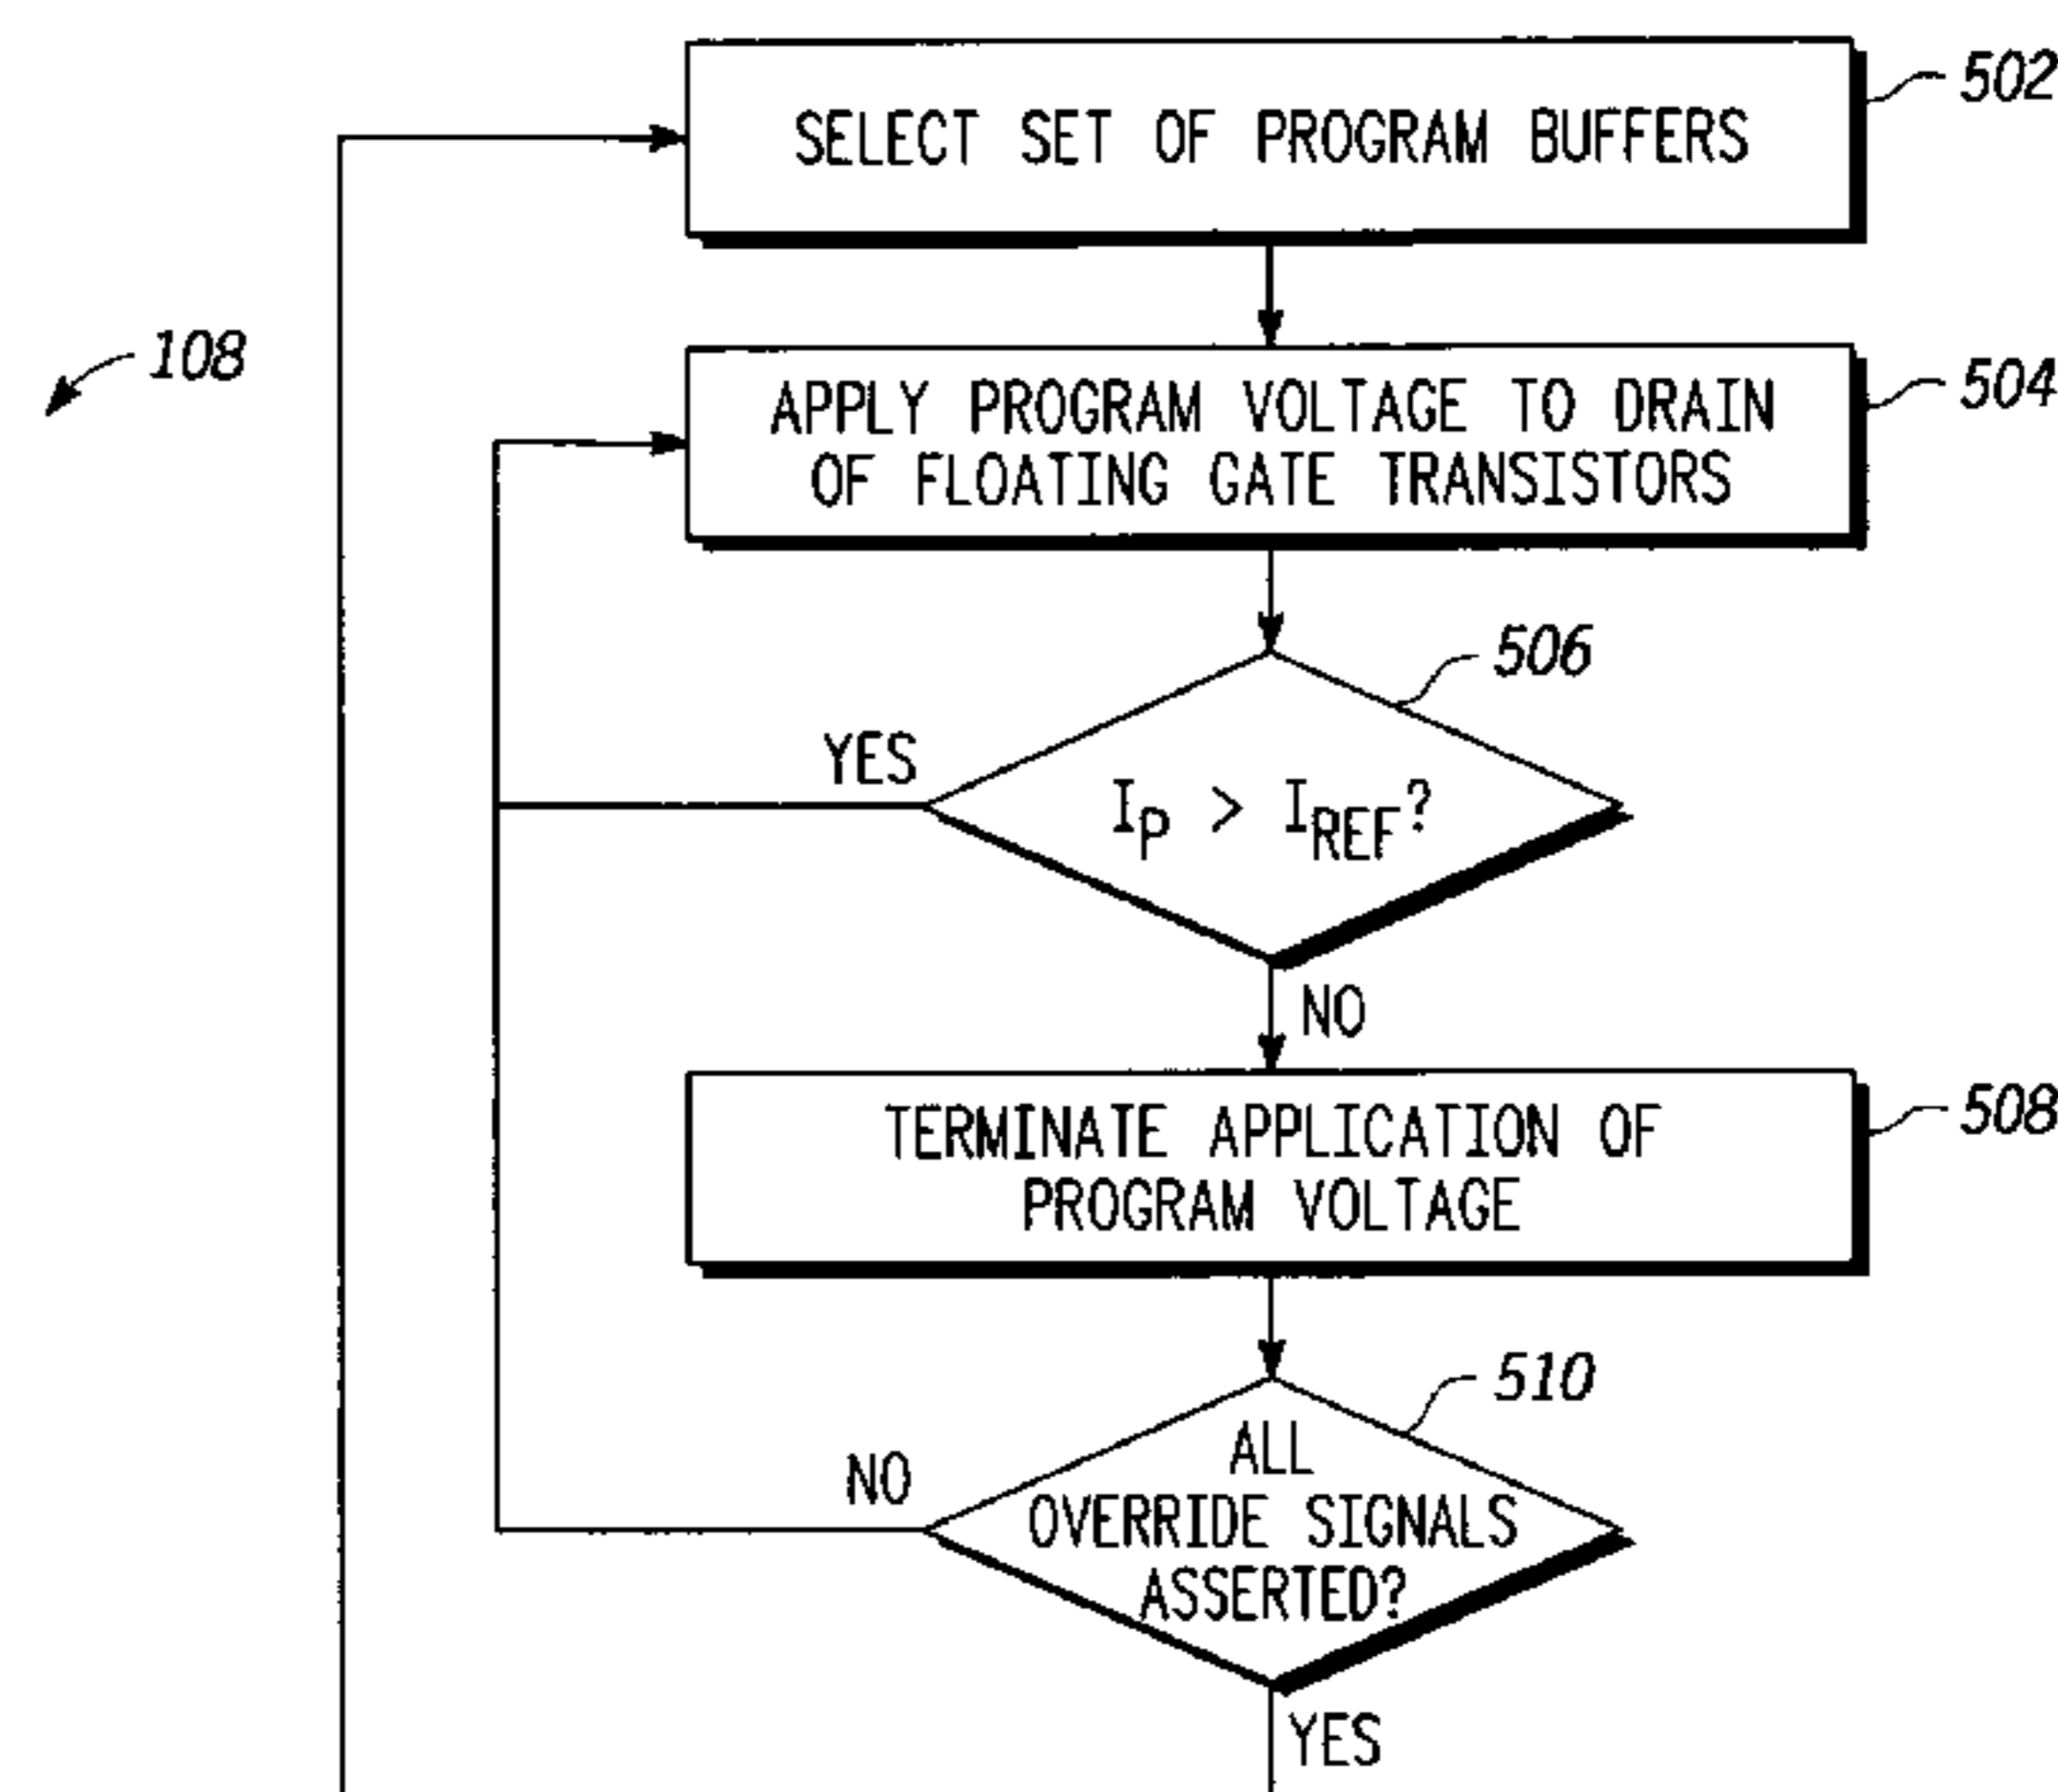 502
SELECT SET OF PROGRAM BUFFERS
108
504
APPLY PROGRAM VOLTAGE TO DRAIN
OF FLOATING GATE TRANSISTORS
506
YES
IP > IREF?
NO
508
TERMINATE APPLICATION OF
PROGRAM VOLTAGE
510
NO
ALL
OVERRIDE SIGNALS
ASSERTED?
YES